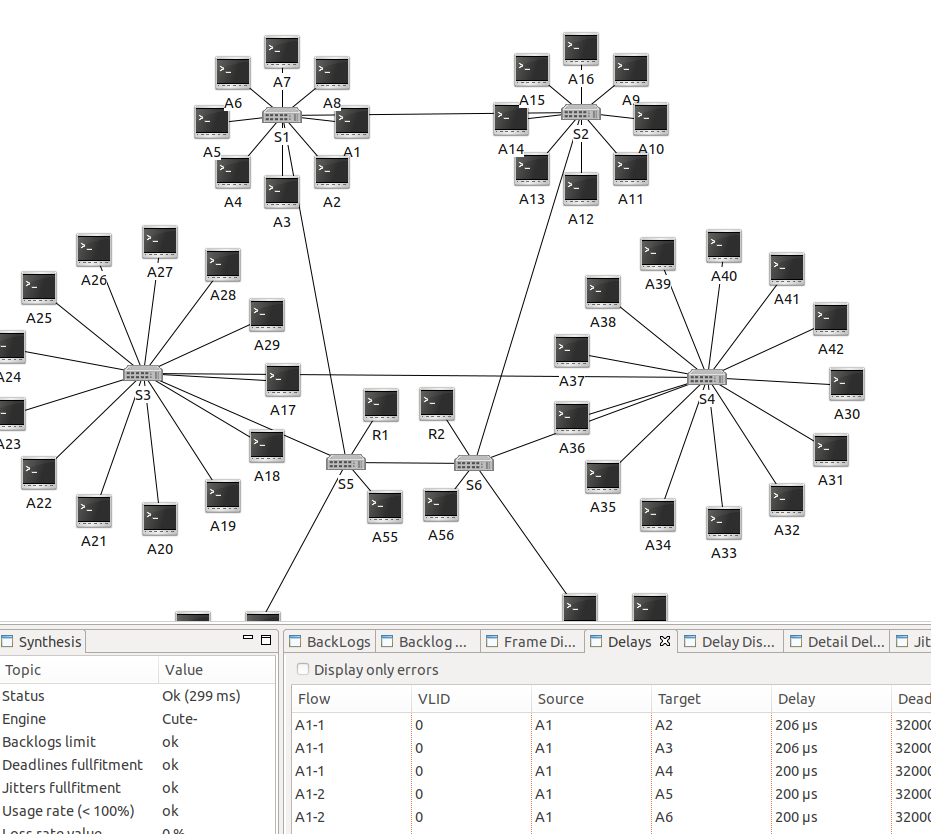 A7 A16
A6 A8 A15 A9
S1 S2
A5 A1 A14 A10
A4 A2 A13 A11
A3 A12
A26 A27 A39 A40
A25 A28 A38 A41
A29 A42
A24 A37
S3 S4
A17 A30
R1 R2
A23 A36
A18 A31
S5 S6
A22 A35
A21 A20 A19 A55 A56 A34 A33 A32
Synthesis
Topic Value
Status Ok (299 ms)
Engine Cute-
Backlogs limit ok
Deadlines fullfitment ok
Jitters fullfitment ok
Usage rate (< 100%) ok
Loss rate value 0 %
BackLogs Backlog ... Frame Di... Delays Delay Dis... Detail Del... Jit
Display only errors
Flow VLID Source Target Delay Dead
A1-1 0 A1 A2 206 µs 32000
A1-1 0 A1 A3 206 µs 32000
A1-1 0 A1 A4 200 µs 32000
A1-2 0 A1 A5 200 µs 32000
A1-2 0 A1 A6 200 µs 32000